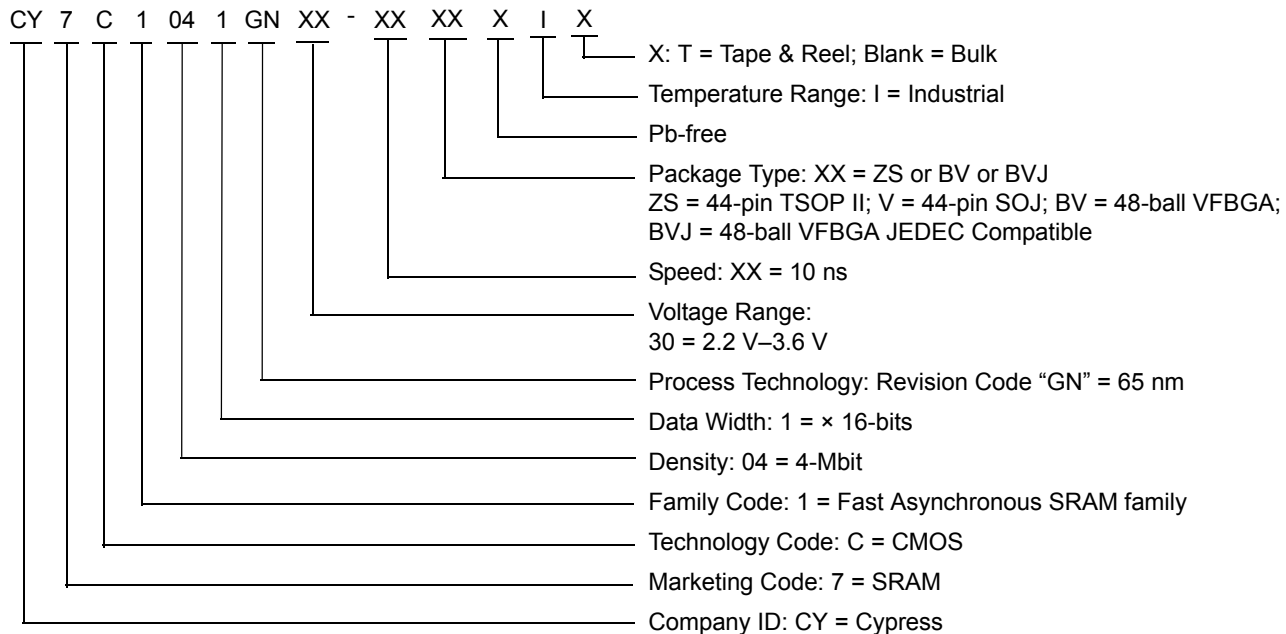 CY 7 C 1 04 1 GN XX - XX XX X I X
X: T = Tape & Reel; Blank = Bulk
Temperature Range: I = Industrial
Pb-free
Package Type: XX = ZS or BV or BVJ
ZS = 44-pin TSOP II; V = 44-pin SOJ; BV = 48-ball VFBGA;
BVJ = 48-ball VFBGA JEDEC Compatible
Speed: XX = 10 ns
Voltage Range:
30 = 2.2 V–3.6 V
Process Technology: Revision Code “GN” = 65 nm
Data Width: 1 = × 16-bits
Density: 04 = 4-Mbit
Family Code: 1 = Fast Asynchronous SRAM family
Technology Code: C = CMOS
Marketing Code: 7 = SRAM
Company ID: CY = Cypress